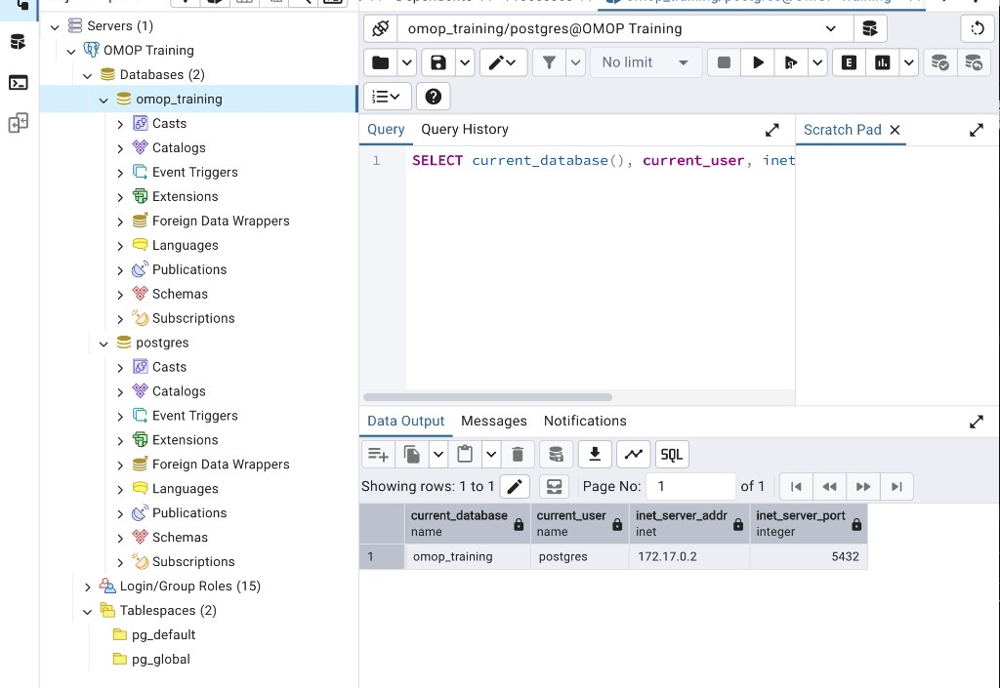 omop_training/postgres@OMOP Training
Servers (1)
OMOP Training
Databases (2)
omop_training
Casts
Catalogs
Event Triggers
Extensions
Foreign Data Wrappers
Languages
Publications
Schemas
Subscriptions
postgres
Casts
Catalogs
Event Triggers
Extensions
Foreign Data Wrappers
Languages
Publications
Schemas
Subscriptions
Login/Group Roles (15)
Tablespaces (2)
pg_default
pg_global
omop_training/postgres@OMOP Training
No limit
E
Query
Query History
Scratch Pad
1 SELECT current_database(), current_user, inet
Data Output Messages Notifications
SQL
Showing rows: 1 to 1
Page No: 1 of 1
current_database current_user inet_server_addr inet_server_port
name name inet integer
1 omop_training postgres 172.17.0.2 5432